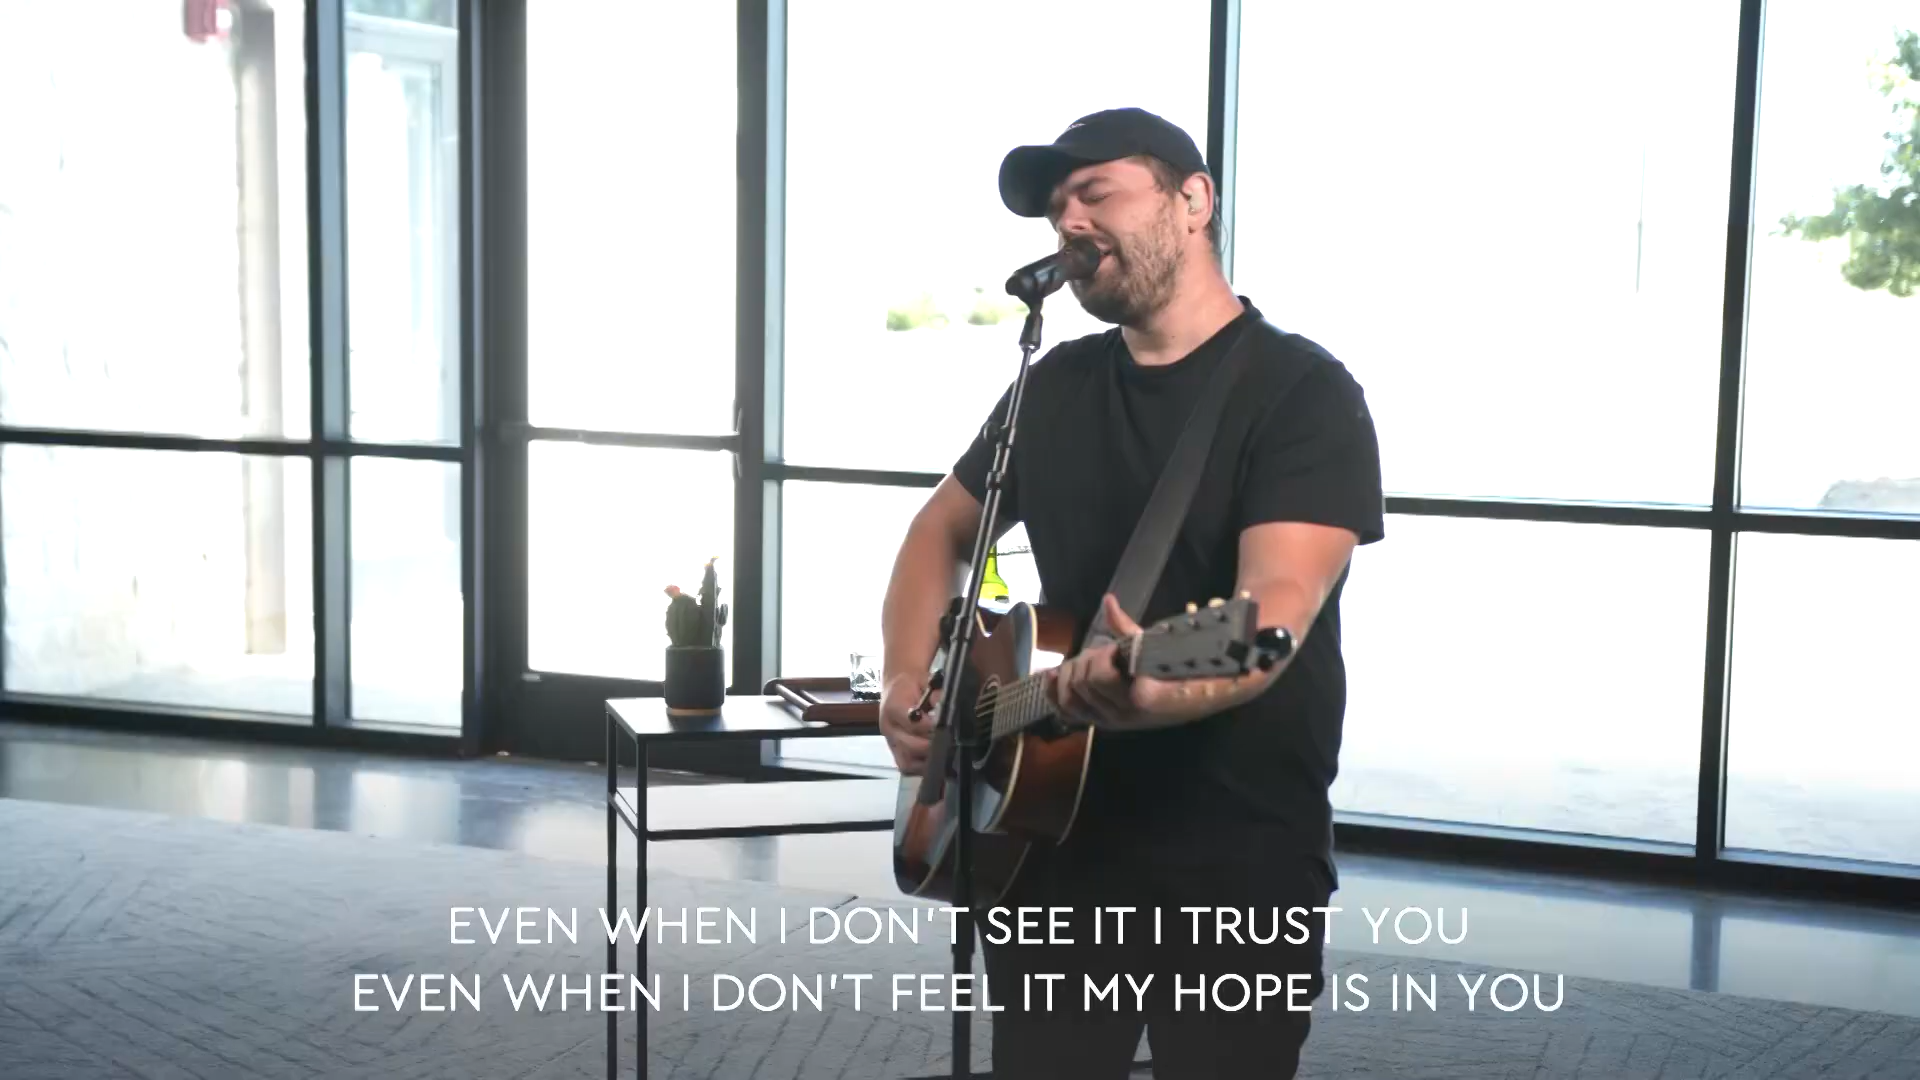 EVEN WHEN I DON'T SEE IT I TRUST YOU
EVEN WHEN I DON'T FEEL IT MY HOPE IS IN YOU